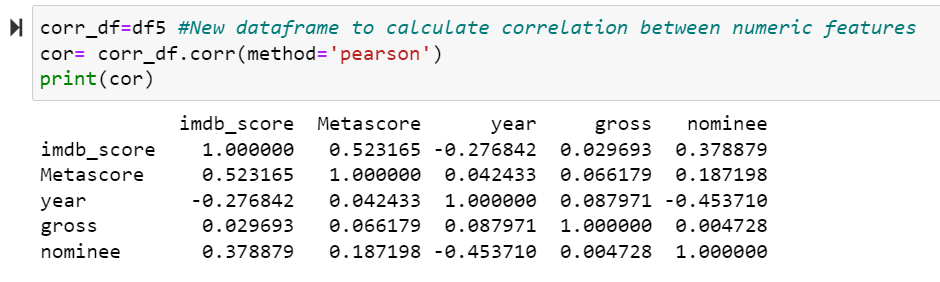 corr_df=df5 #New dataframe to calculate correlation between numeric features
cor= corr_df.corr(method='pearson')
print(cor)
            imdb_score  Metascore      year     gross   nominee
imdb_score    1.000000   0.523165 -0.276842  0.029693  0.378879
Metascore     0.523165   1.000000  0.042433  0.066179  0.187198
year         -0.276842   0.042433  1.000000  0.087971 -0.453710
gross         0.029693   0.066179  0.087971  1.000000  0.004728
nominee       0.378879   0.187198 -0.453710  0.004728  1.000000